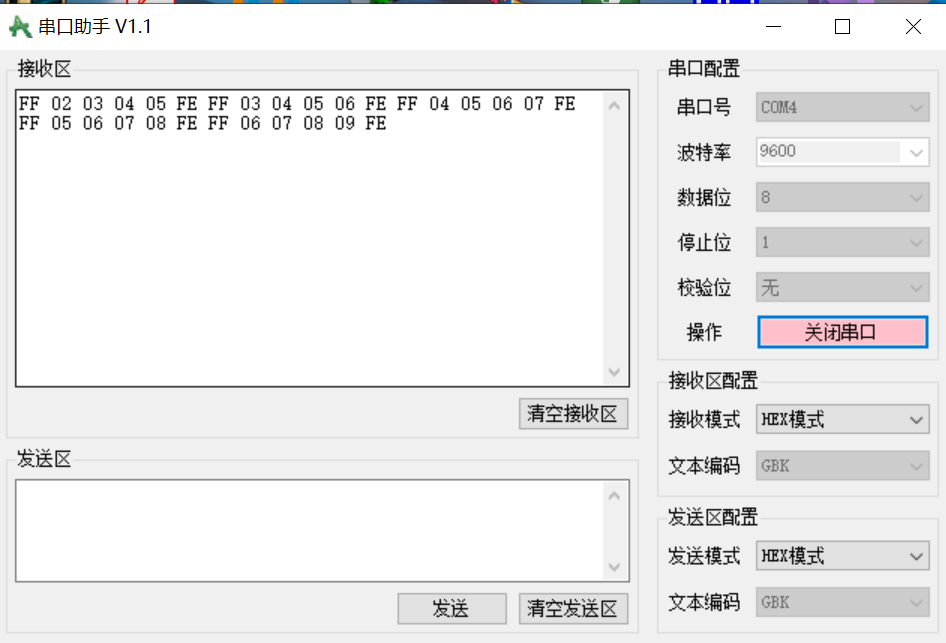 串口助手 V1.1
接收区
FF 02 03 04 05 FE FF 03 04 05 06 FE FF 04 05 06 07 FE
FF 05 06 07 08 FE FF 06 07 08 09 FE
清空接收区
发送区
发送
清空发送区
串口配置
串口号
COM4
波特率
9600
数据位
8
停止位
1
校验位
无
操作
关闭串口
接收区配置
接收模式
HEX模式
文本编码
GBK
发送区配置
发送模式
HEX模式
文本编码
GBK